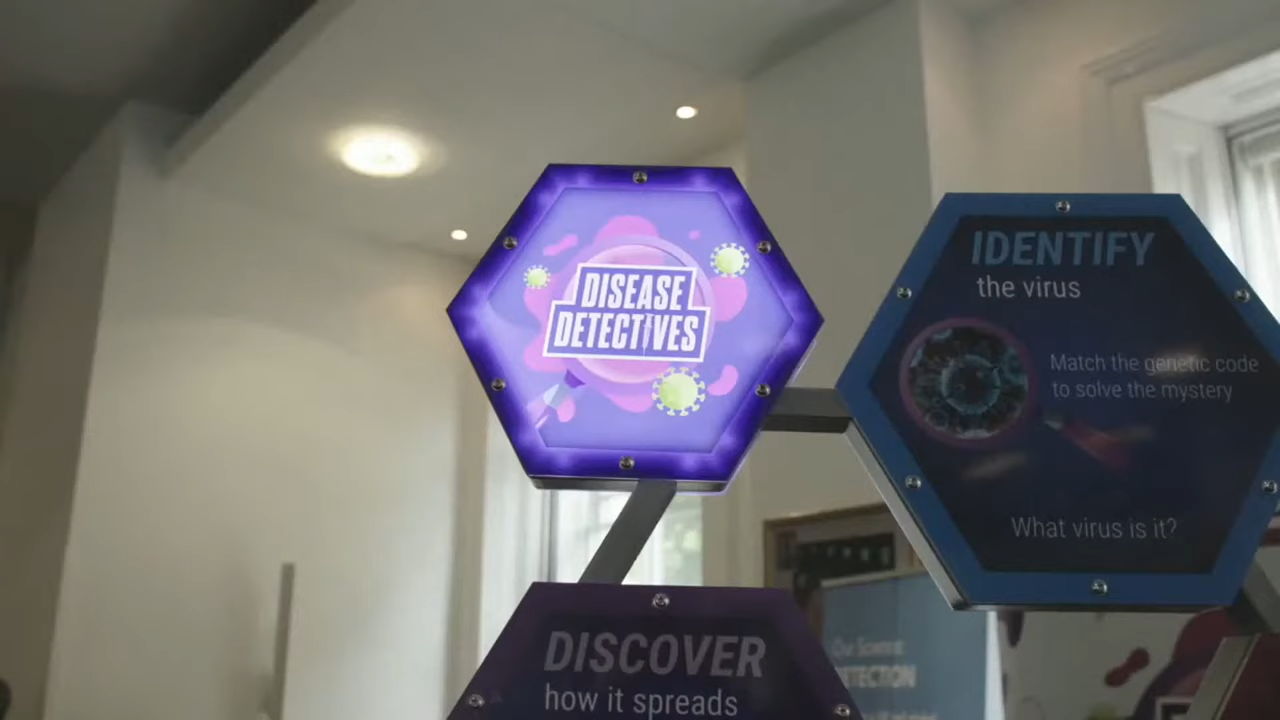 DISEASE
DETECTIVES
IDENTIFY
the virus
Match the genetic code
to solve the mystery
What virus is it?
DISCOVER
how it spreads
Our